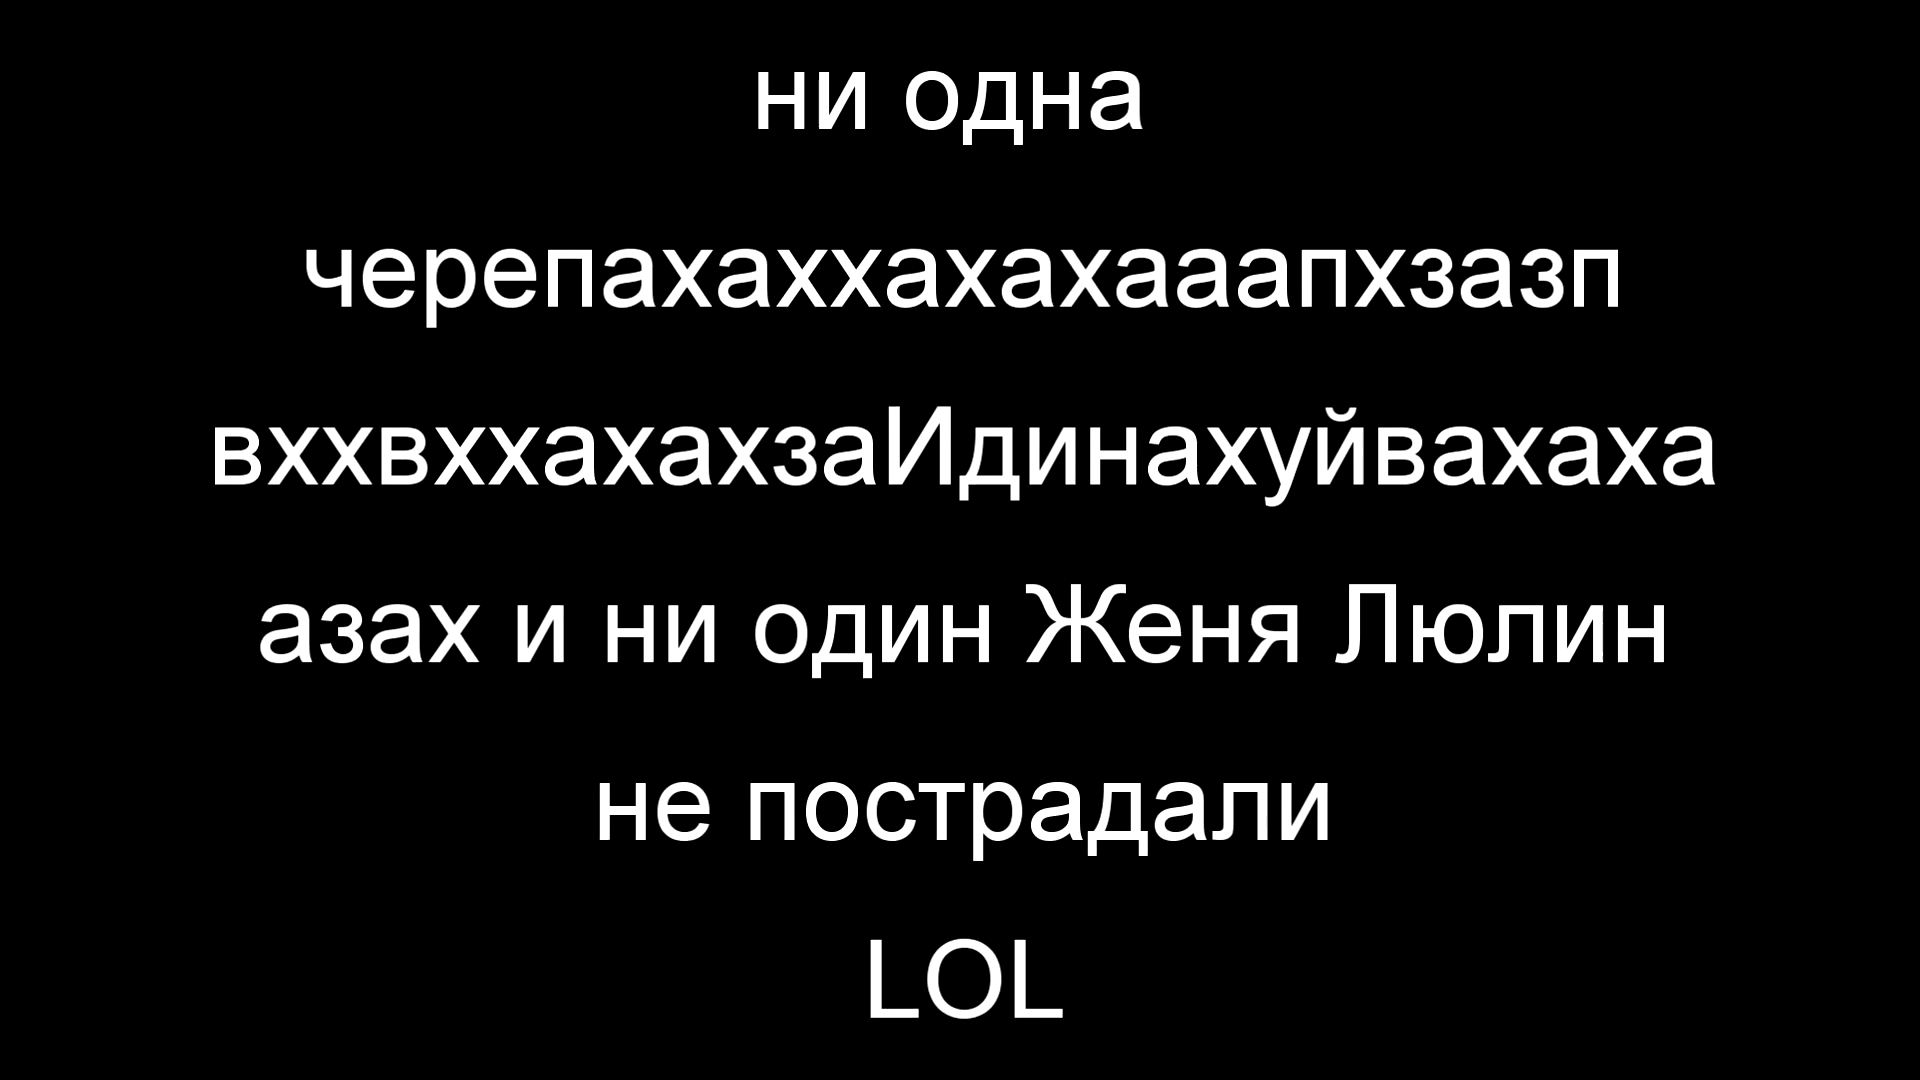 ни одна
черепахаххахахааапхзазп
вххвххахахзаИдинахуйвахаха
азах и ни один Женя Люлин
не пострадали
LOL